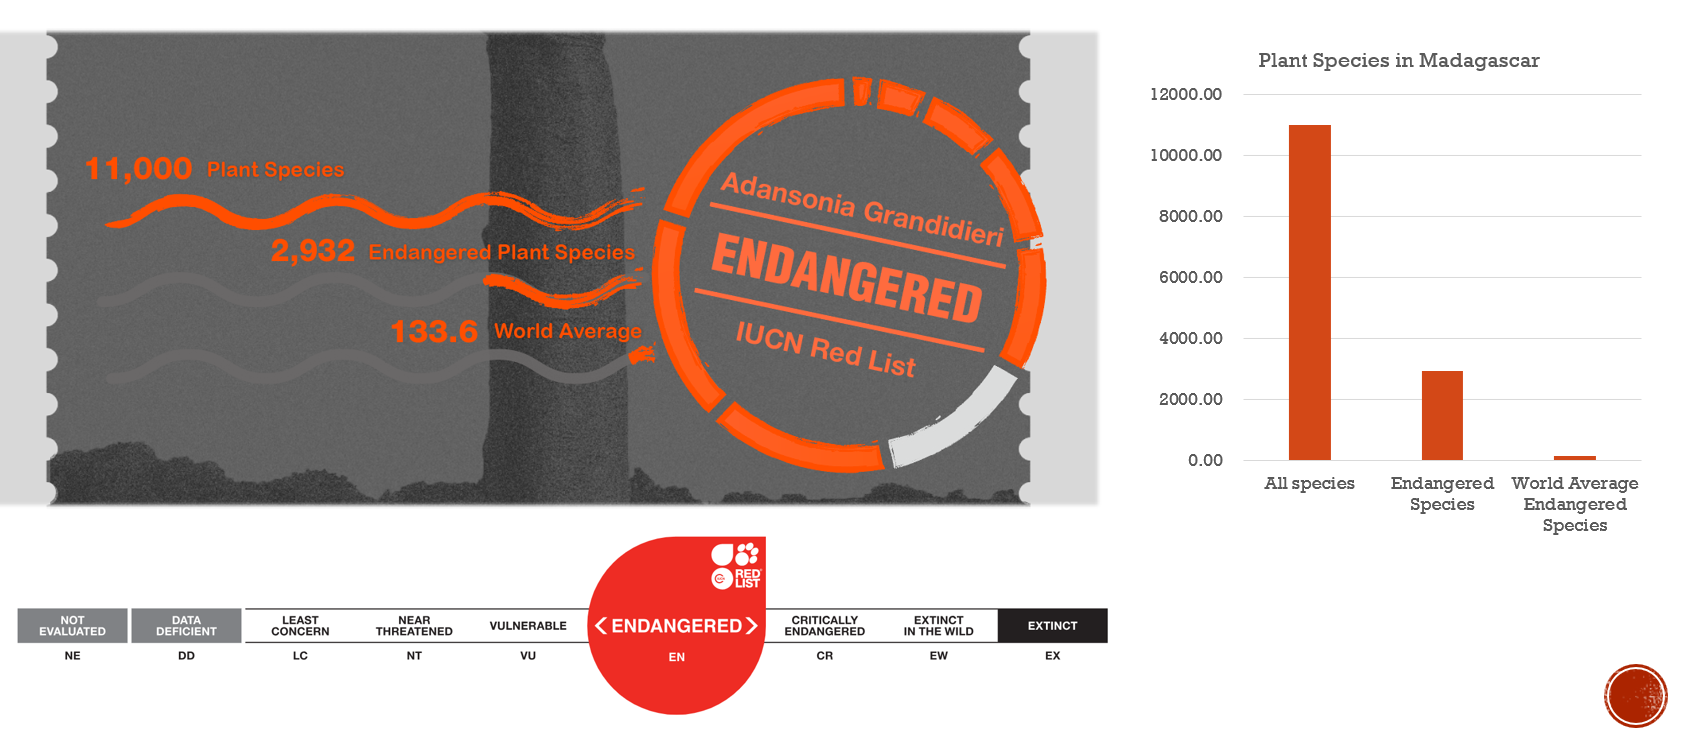 11,000 Plant Species
2,932 Endangered Plant Species
133.6 World Average
Adansonia Grandidieri
ENDANGERED
IUCN Red List
Plant Species in Madagascar
12000.00
10000.00
8000.00
6000.00
4000.00
2000.00
0.00
All species
Endangered
Species
World Average
Endangered
Species
RED
LIST
NOT
EVALUATED
DATA
DEFICIENT
LEAST
CONCERN
NEAR
THREATENED
VULNERABLE
<ENDANGERED>
CRITICALLY
ENDANGERED
EXTINCT
IN THE WILD
EXTINCT
NE
DD
LC
NT
VU
EN
CR
EW
EX